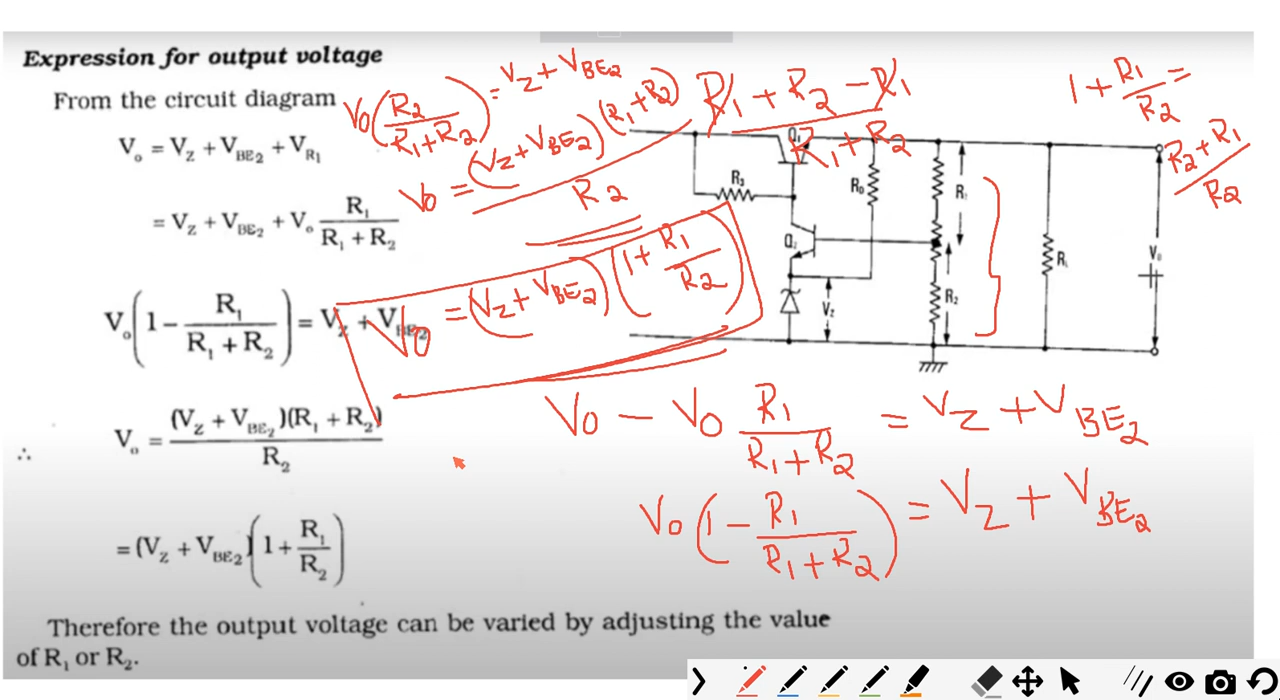 Expression for output voltage
From the circuit diagram
V₀ = V_Z + V_BE₂ + V_R₁
= V_Z + V_BE₂ + V₀ R₁ / (R₁ + R₂)
V₀ (1 − R₁ / (R₁ + R₂)) = V_Z + V_BE₂
∴ V₀ = (V_Z + V_BE₂)(R₁ + R₂) / R₂
= (V_Z + V_BE₂) (1 + R₁ / R₂)
Therefore the output voltage can be varied by adjusting the value
of R₁ or R₂.
V₀ (R₂ / (R₁ + R₂)) = V_Z + V_BE₂
V₀ = (V_Z + V_BE₂)(R₁ + R₂) / R₂
V₀ = (V_Z + V_BE₂) (1 + R₁ / R₂)
R₁ + R₂ − R₁ / R₁ + R₂
1 + R₁ / R₂ =
R₂ + R₁ / R₂
Q₁
R₃
R₀
R₁
Q₂
R₂
V_Z
R_L
V₀
V₀ − V₀ R₁ / (R₁ + R₂) = V_Z + V_BE₂
V₀ (1 − R₁ / (R₁ + R₂)) = V_Z + V_BE₂